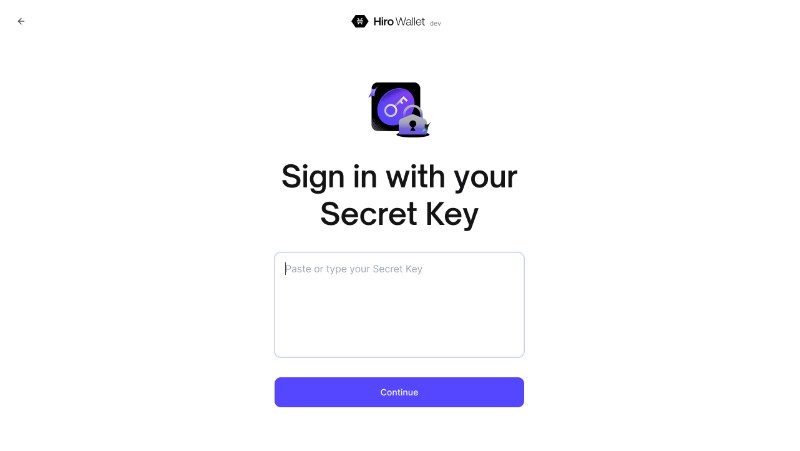 Hiro Wallet dev
Sign in with your
Secret Key
Paste or type your Secret Key
Continue